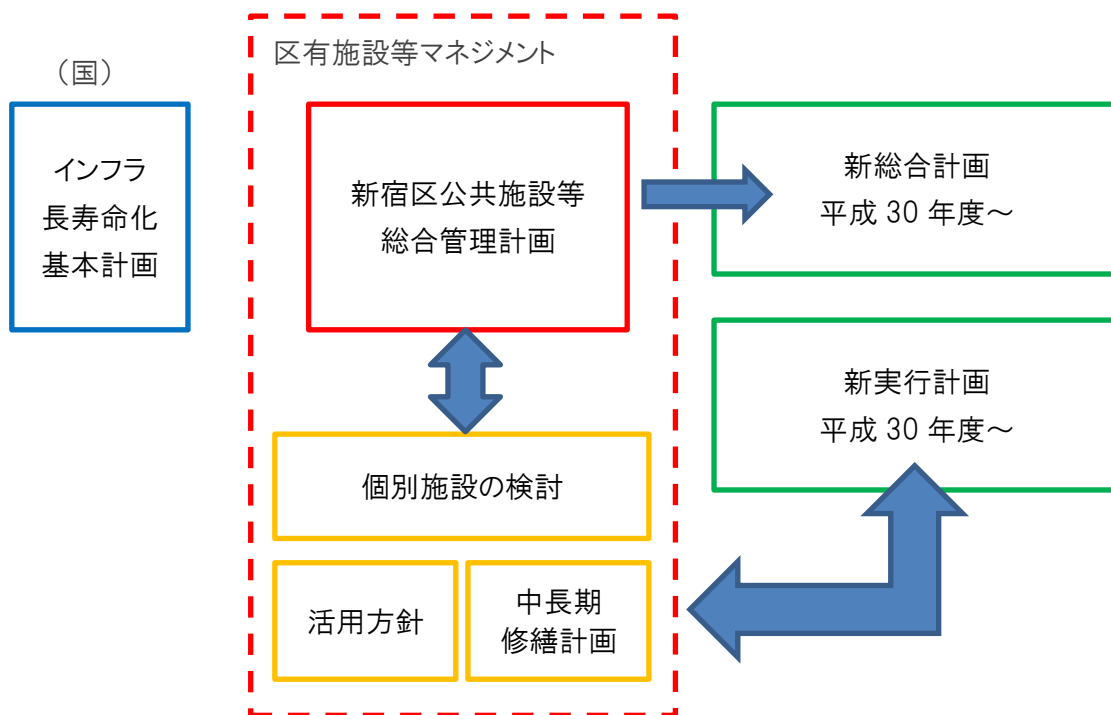 （国）
インフラ
長寿命化
基本計画
区有施設等マネジメント
新宿区公共施設等
総合管理計画
個別施設の検討
活用方針
中長期
修繕計画
新総合計画
平成 30 年度～
新実行計画
平成 30 年度～